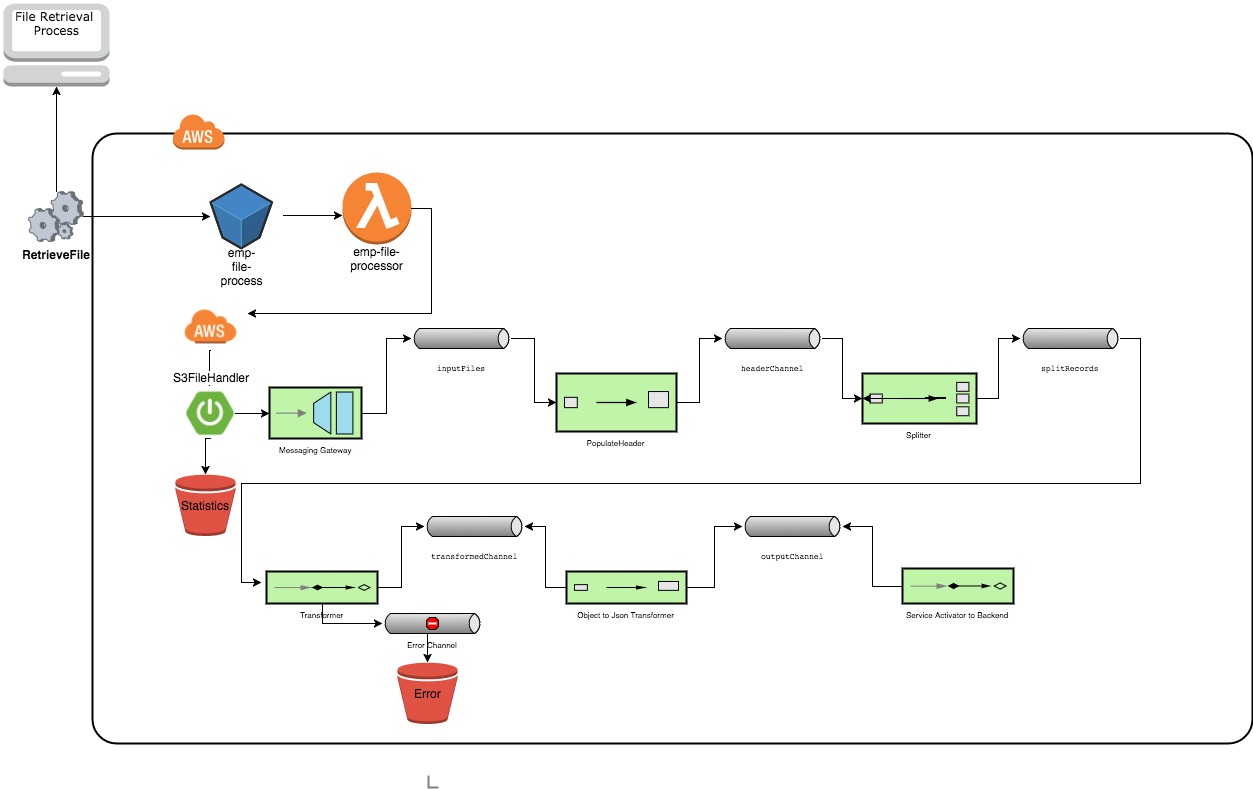 File Retrieval
Process
AWS
RetrieveFile
emp-
file-
process
emp-file-
processor
AWS
S3FileHandler
inputFiles
headerChannel
splitRecords
Messaging Gateway
PopulateHeader
Splitter
Statistics
transformedChannel
outputChannel
Transformer
Object to Json Transformer
Service Activator to Backend
Error Channel
Error